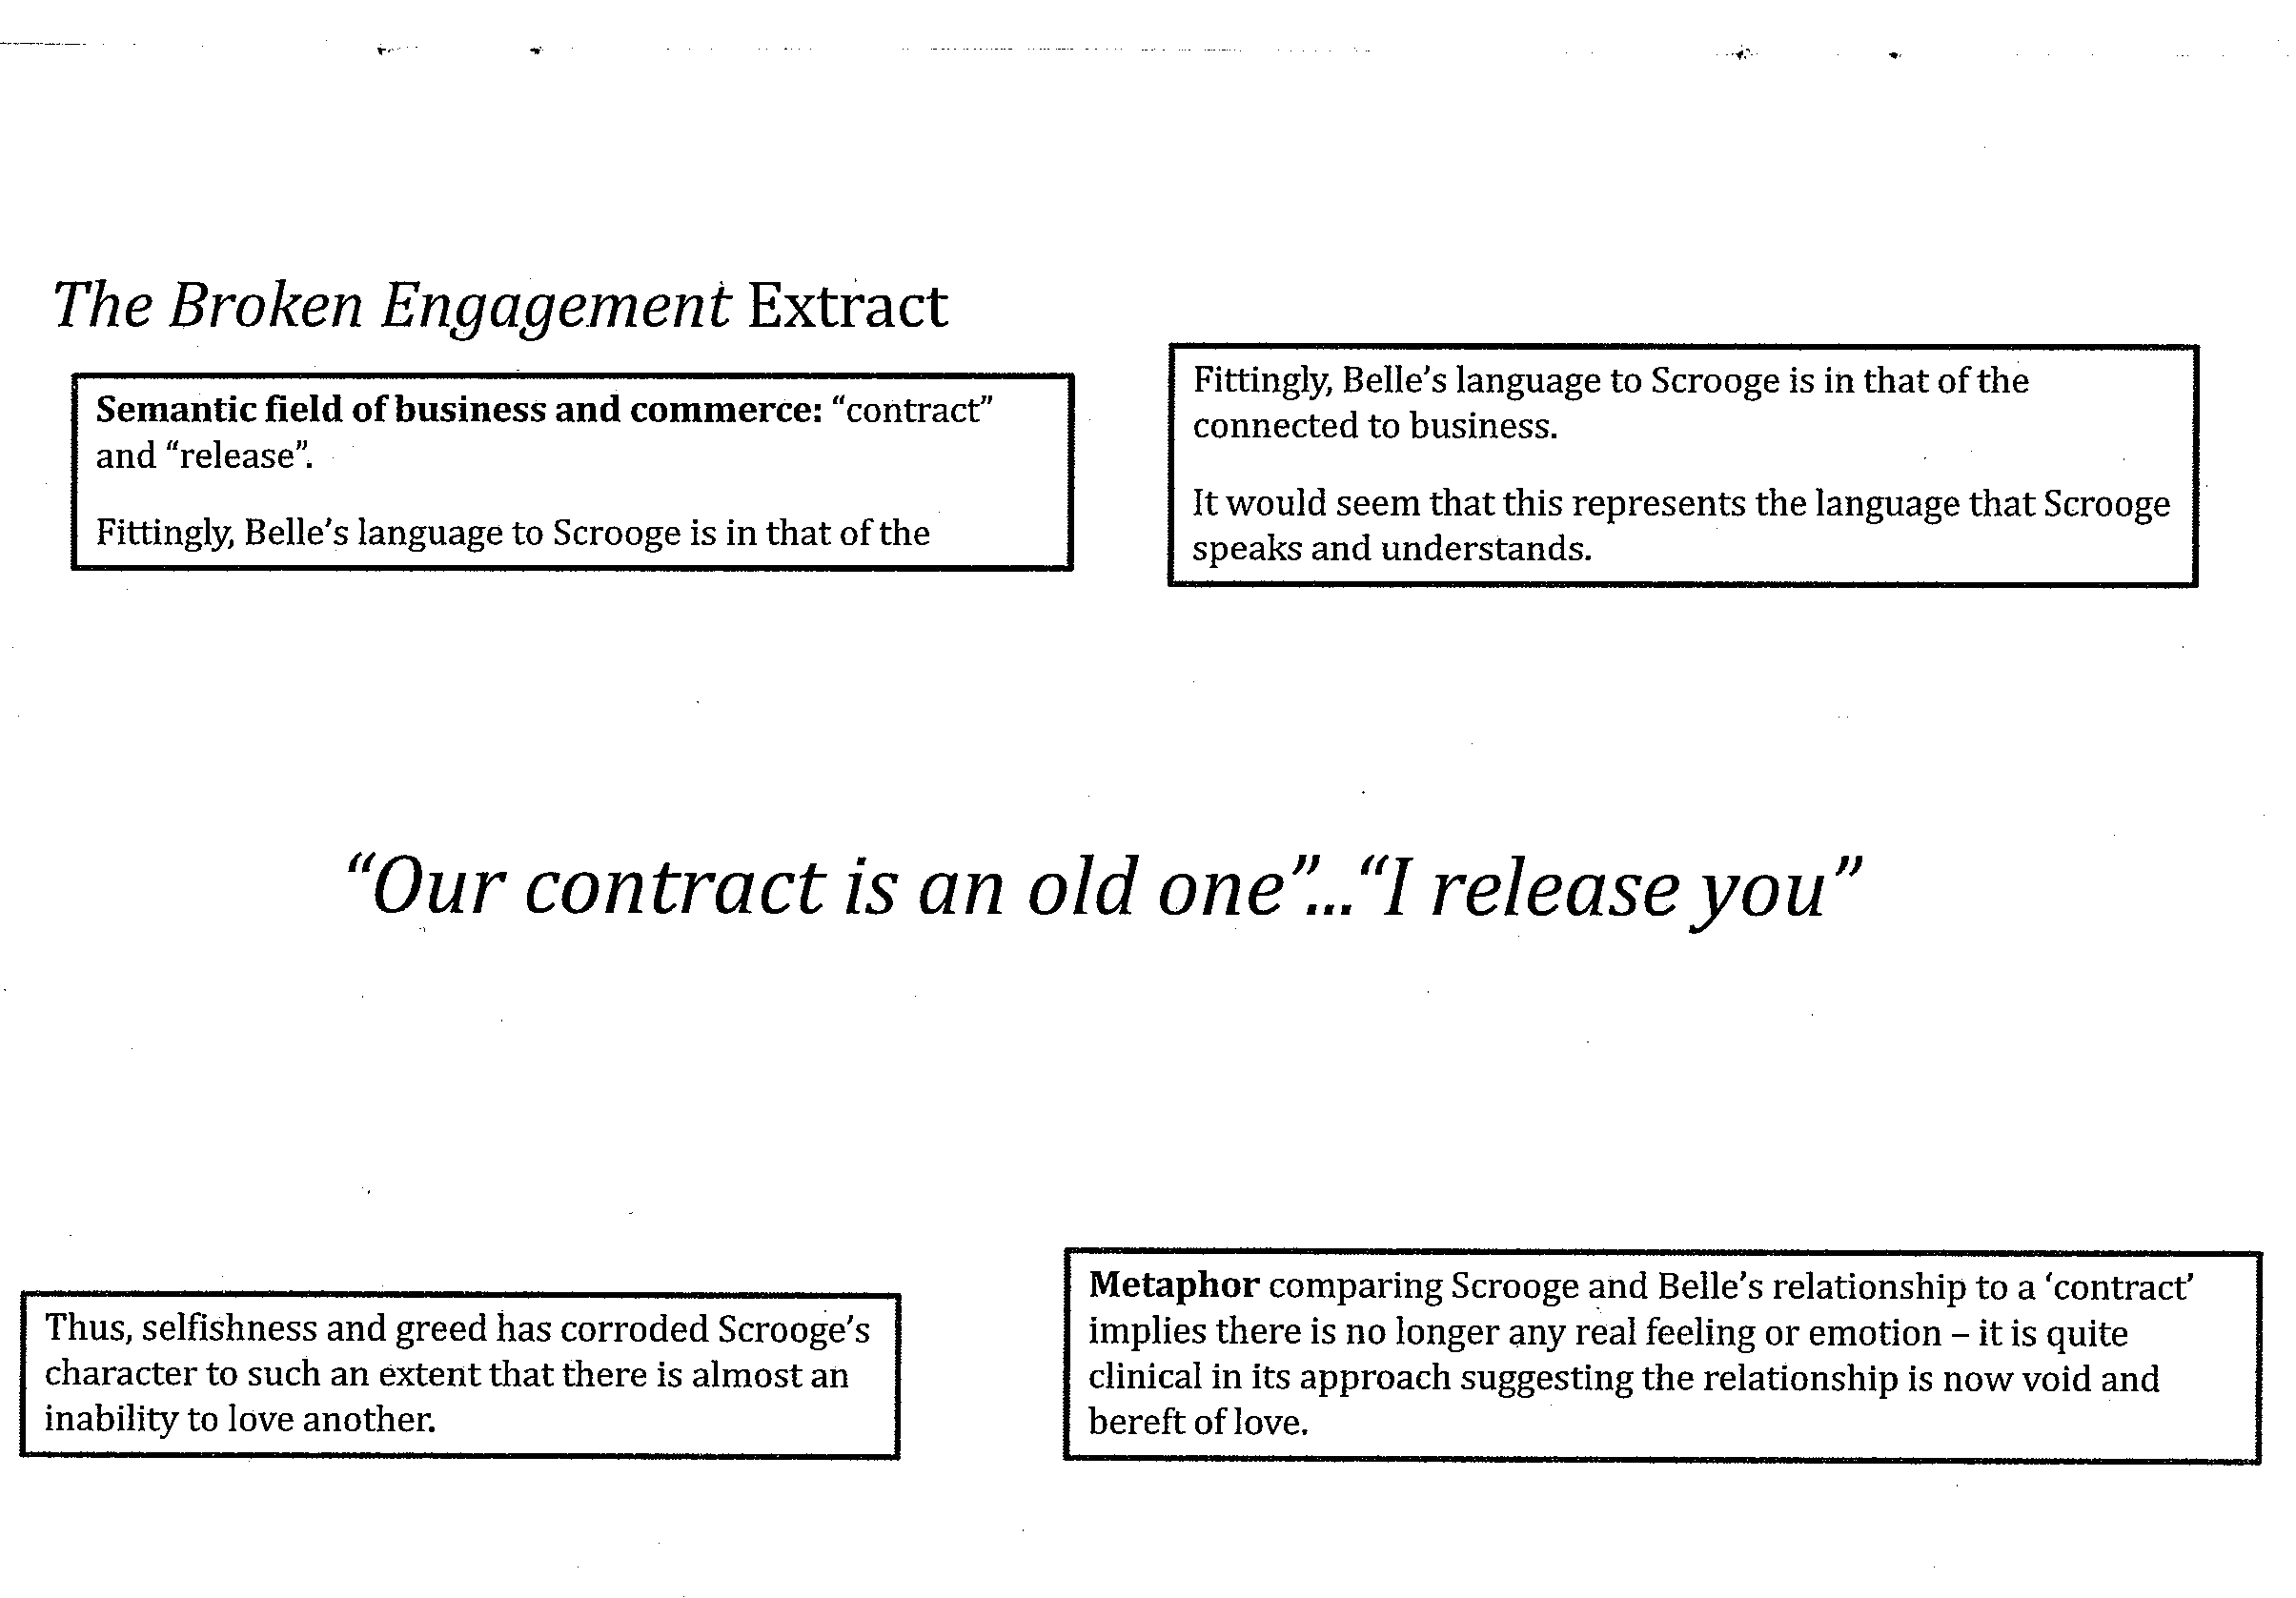 The Broken Engagement Extract
Semantic field of business and commerce: “contract”
and “release”.
Fittingly, Belle’s language to Scrooge is in that of the
Fittingly, Belle’s language to Scrooge is in that of the
connected to business.
It would seem that this represents the language that Scrooge
speaks and understands.
“Our contract is an old one”...“I release you”
Thus, selfishness and greed has corroded Scrooge’s
character to such an extent that there is almost an
inability to love another.
Metaphor comparing Scrooge and Belle’s relationship to a ‘contract’
implies there is no longer any real feeling or emotion – it is quite
clinical in its approach suggesting the relationship is now void and
bereft of love.